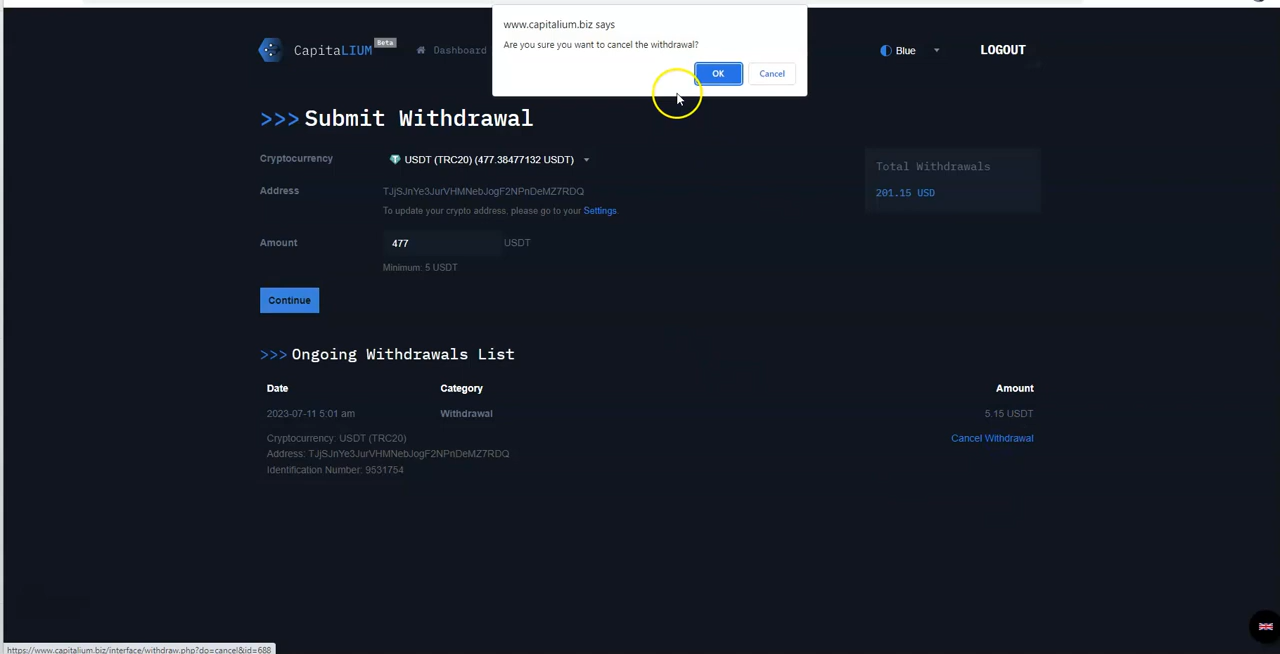 www.capitalium.biz says
Are you sure you want to cancel the withdrawal?
OK
Cancel
CapitaLIUM Beta
Dashboard
Blue
LOGOUT
>>> Submit Withdrawal
Cryptocurrency
USDT (TRC20) (477.38477132 USDT)
Address
TJjSJnYe3JurVHMNebJogF2NPnDeMZ7RDQ
To update your crypto address, please go to your Settings.
Amount
477
USDT
Minimum: 5 USDT
Continue
Total Withdrawals
201.15 USD
>>> Ongoing Withdrawals List
Date Category Amount
2023-07-11 5:01 am Withdrawal 5.15 USDT
Cryptocurrency: USDT (TRC20) Cancel Withdrawal
Address: TJjSJnYe3JurVHMNebJogF2NPnDeMZ7RDQ
Identification Number: 9531754
https://www.capitalium.biz/interface/withdraw.php?do=cancel&id=688